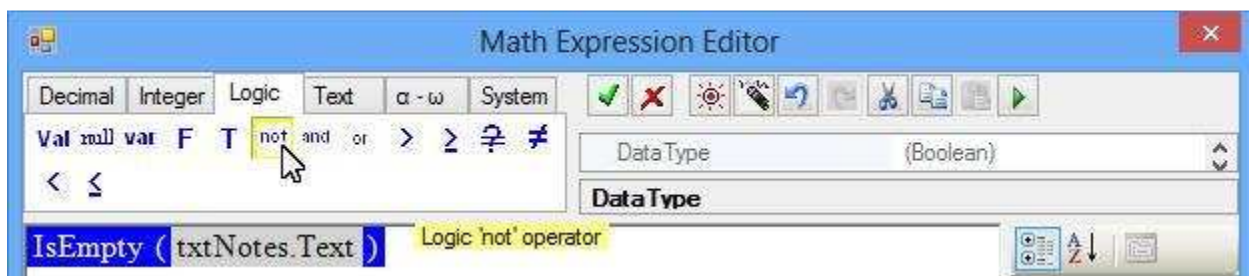 Math Expression Editor
Decimal Integer Logic Text α - ω System
Val null var F T not and or > ≥ ≠
< ≤
DataType (Boolean)
DataType
IsEmpty ( txtNotes.Text ) Logic 'not' operator